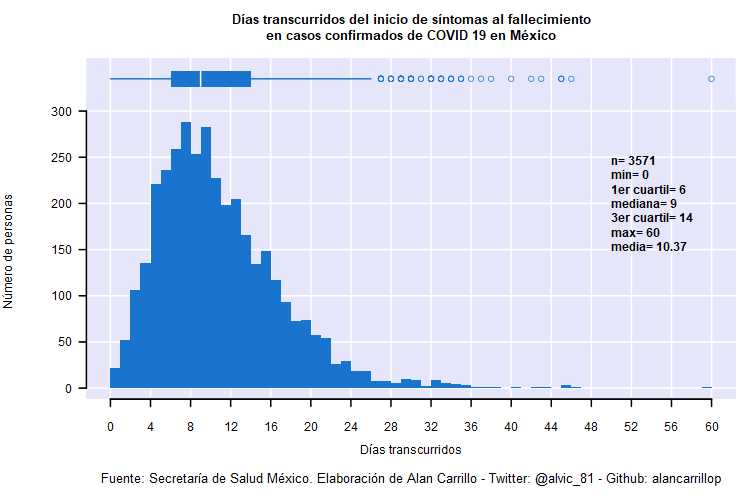 Días transcurridos del inicio de síntomas al fallecimiento
en casos confirmados de COVID 19 en México
Número de personas
300
250
200
150
100
50
0
n= 3571
min= 0
1er cuartil= 6
mediana= 9
3er cuartil= 14
max= 60
media= 10.37
0 4 8 12 16 20 24 28 32 36 40 44 48 52 56 60
Días transcurridos
Fuente: Secretaría de Salud México. Elaboración de Alan Carrillo - Twitter: @alvic_81 - Github: alancarrillop